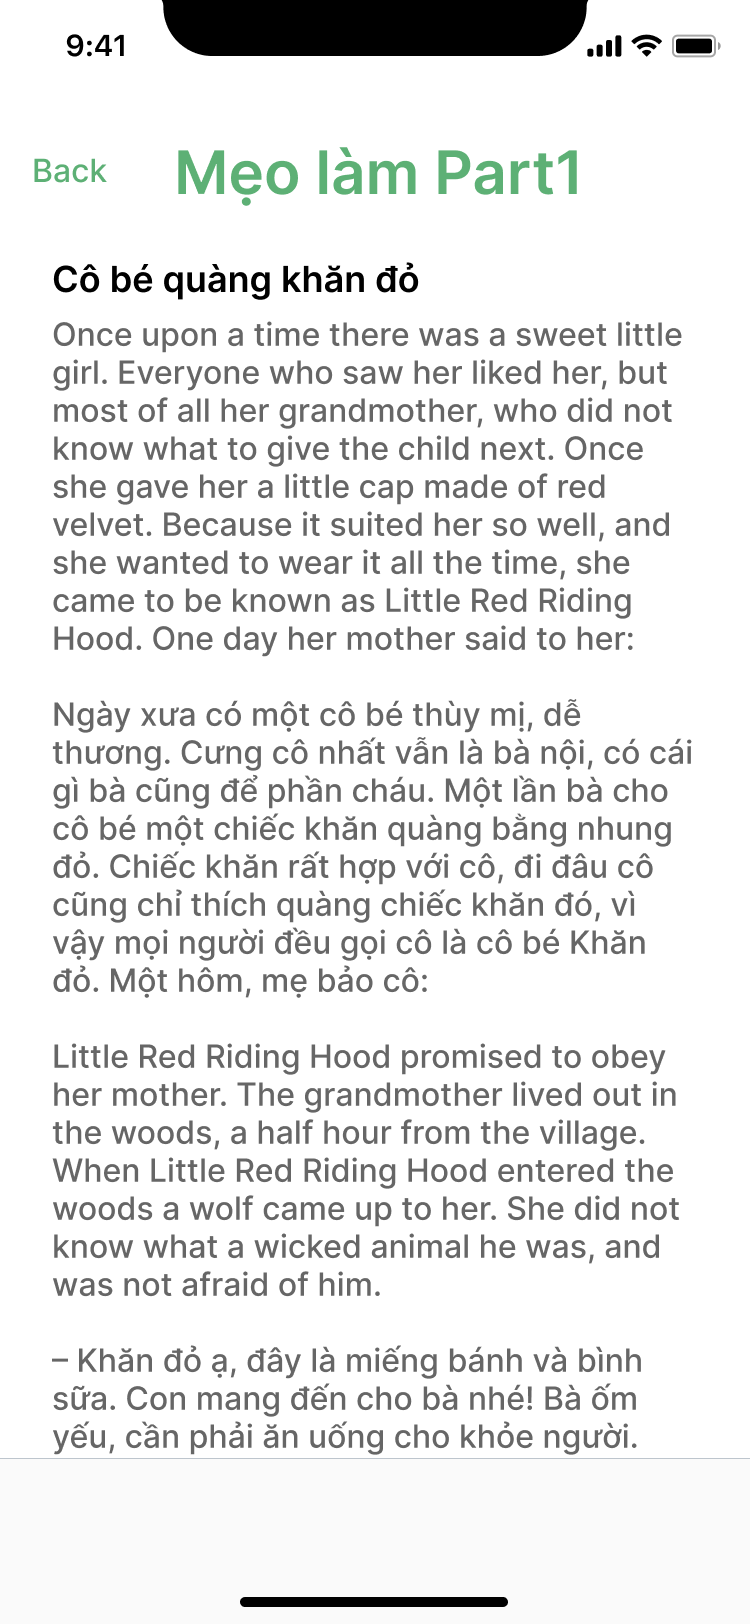 9:41
Back
Mẹo làm Part1
Cô bé quàng khăn đỏ
Once upon a time there was a sweet little
girl. Everyone who saw her liked her, but
most of all her grandmother, who did not
know what to give the child next. Once
she gave her a little cap made of red
velvet. Because it suited her so well, and
she wanted to wear it all the time, she
came to be known as Little Red Riding
Hood. One day her mother said to her:
Ngày xưa có một cô bé thùy mị, dễ
thương. Cưng cô nhất vẫn là bà nội, có cái
gì bà cũng để phần cháu. Một lần bà cho
cô bé một chiếc khăn quàng bằng nhung
đỏ. Chiếc khăn rất hợp với cô, đi đâu cô
cũng chỉ thích quàng chiếc khăn đó, vì
vậy mọi người đều gọi cô là cô bé Khăn
đỏ. Một hôm, mẹ bảo cô:
Little Red Riding Hood promised to obey
her mother. The grandmother lived out in
the woods, a half hour from the village.
When Little Red Riding Hood entered the
woods a wolf came up to her. She did not
know what a wicked animal he was, and
was not afraid of him.
– Khăn đỏ ạ, đây là miếng bánh và bình
sữa. Con mang đến cho bà nhé! Bà ốm
yếu, cần phải ăn uống cho khỏe người.